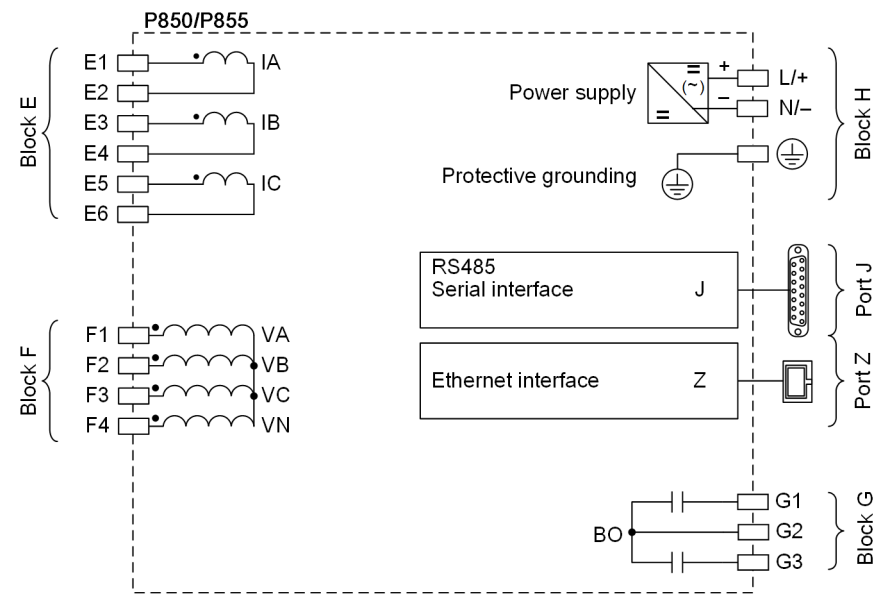 P850/P855
Block E
E1
IA
E2
E3
IB
E4
E5
IC
E6
Block F
F1
VA
F2
VB
F3
VC
F4
VN
Power supply
=
(~)
=
+
L/+
–
N/–
Protective grounding
Block H
RS485
Serial interface
J
Port J
Ethernet interface
Z
Port Z
BO
G1
G2
G3
Block G